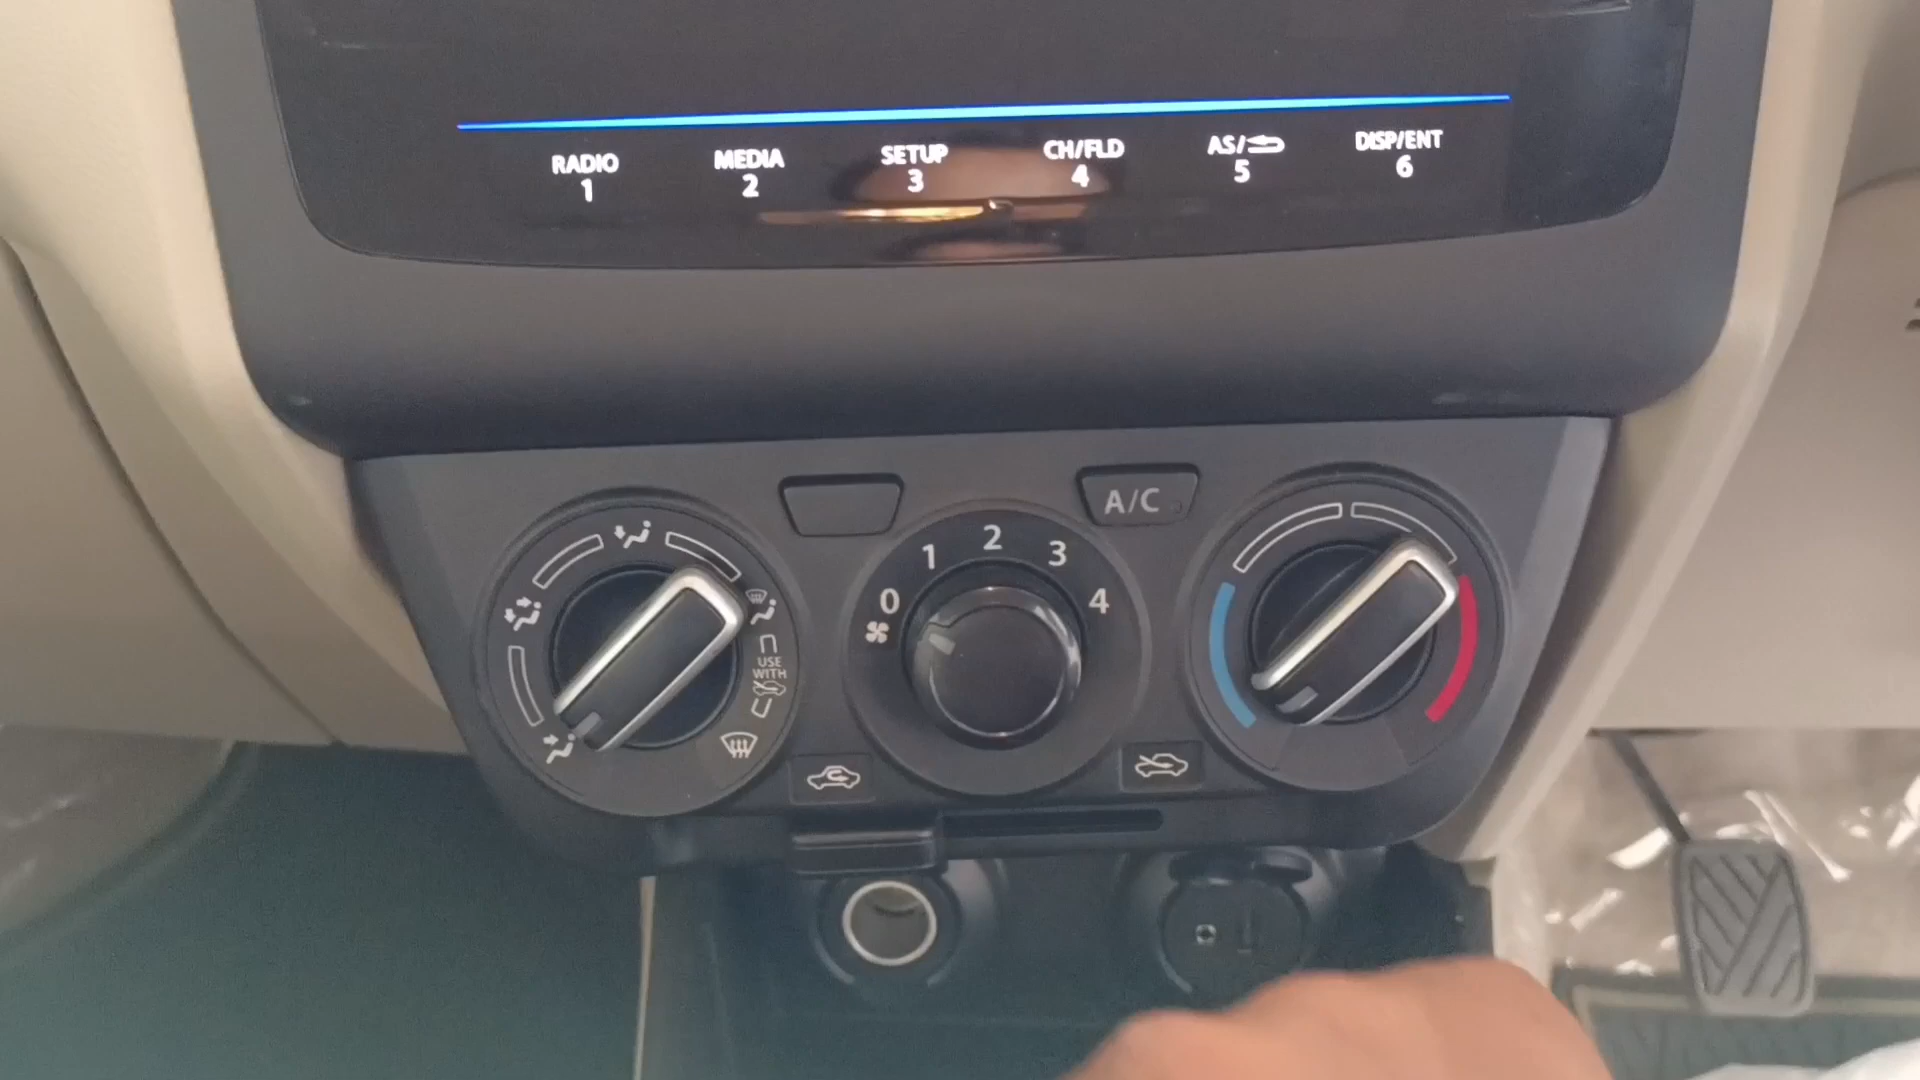 RADIO MEDIA SETUP CH/FLD AS/ DISP/ENT
1 2 3 4 5 6
A/C
0 1 2 3 4
USE
WITH